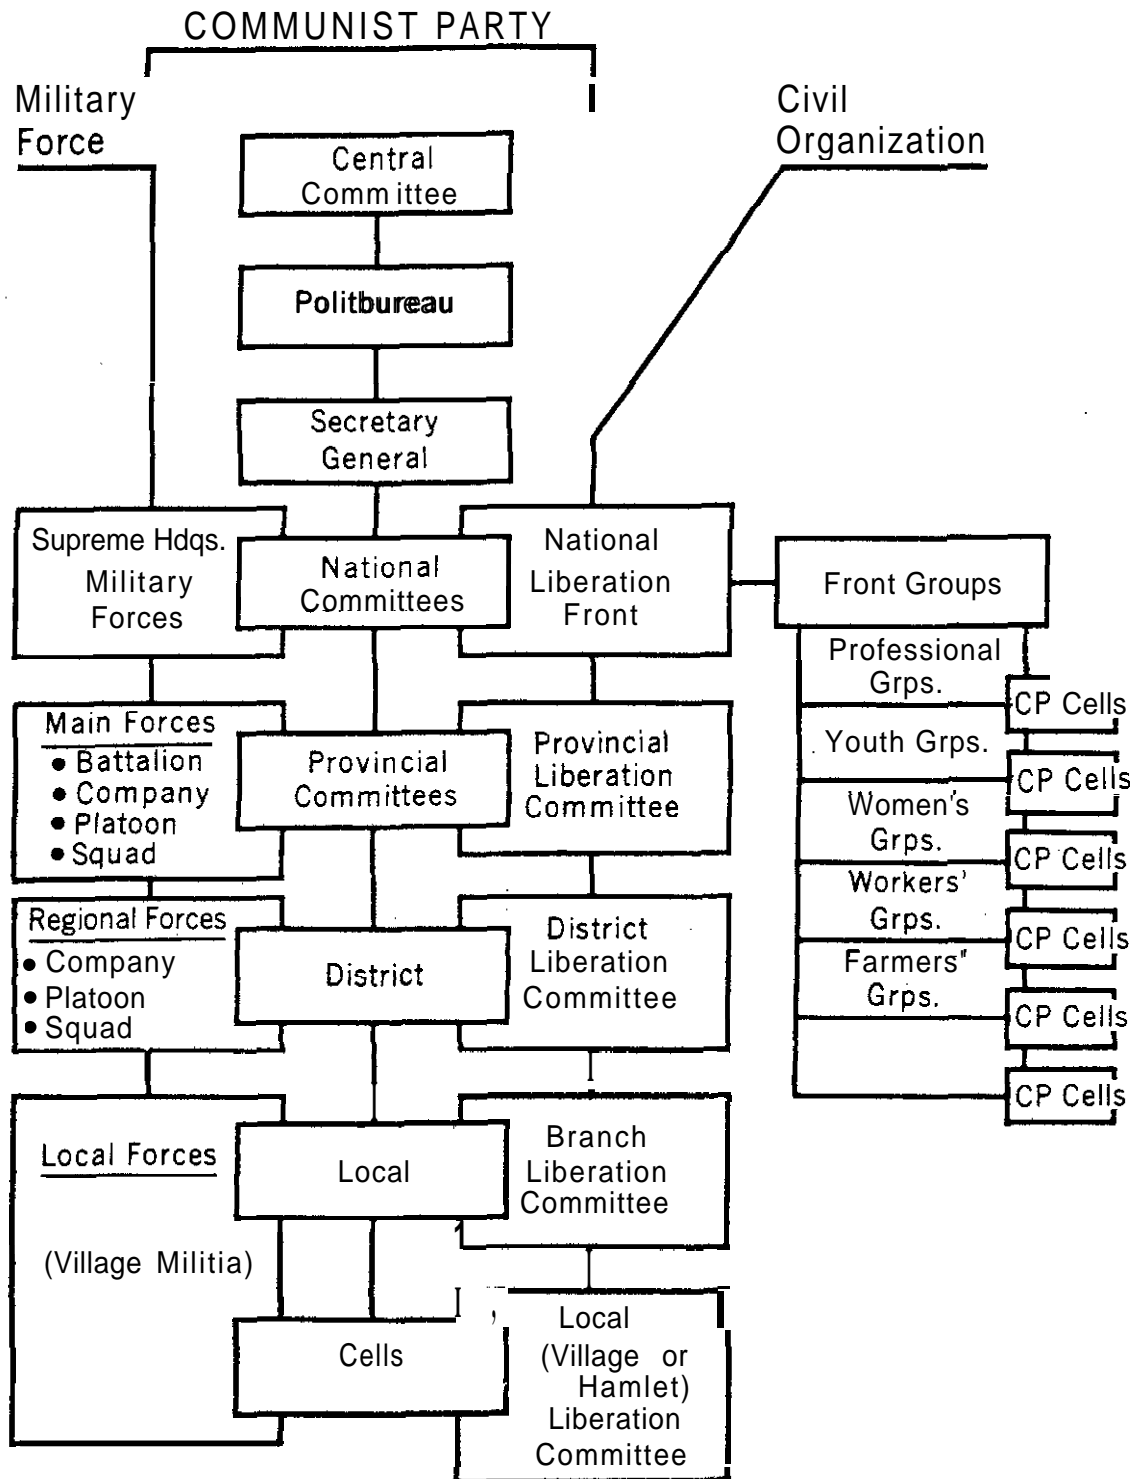 COMMUNIST PARTY
Military
Force
Civil
Organization
Central
Committee
Politbureau
Secretary
General
Supreme Hdqs.
Military
Forces
National
Committees
National
Liberation
Front
Front Groups
Professional
Grps.
CP Cells
Youth Grps.
CP Cells
Women's
Grps.
CP Cells
Workers'
Grps.
CP Cells
Farmers"
Grps.
CP Cells
CP Cells
Main Forces
• Battalion
• Company
• Platoon
• Squad
Provincial
Committees
Provincial
Liberation
Committee
Regional Forces
• Company
• Platoon
• Squad
District
District
Liberation
Committee
Local Forces
(Village Militia)
Local
Branch
Liberation
Committee
Cells
Local
(Village or
Hamlet)
Liberation
Committee